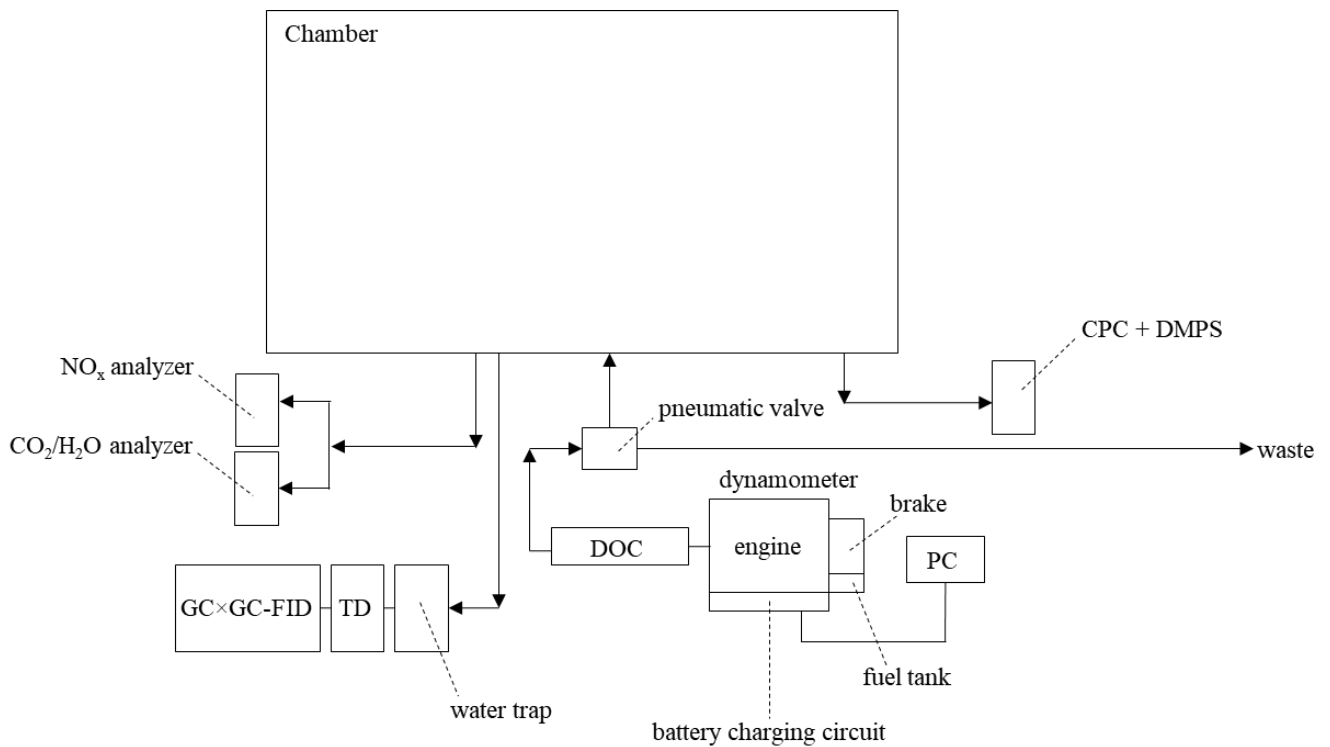 Chamber
CPC + DMPS
NOx analyzer
pneumatic valve
CO2/H2O analyzer
waste
dynamometer
brake
DOC
engine
PC
GC×GC-FID
TD
fuel tank
water trap
battery charging circuit